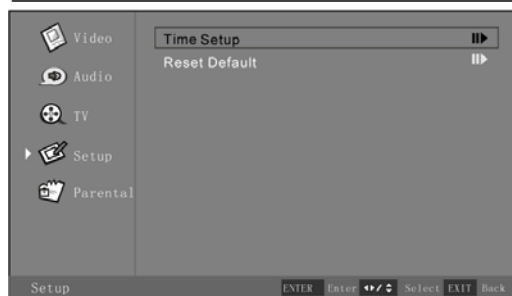 Video
Audio
TV
Setup
Parental
Time Setup
Reset Default
Setup
ENTER Enter Select EXIT Back